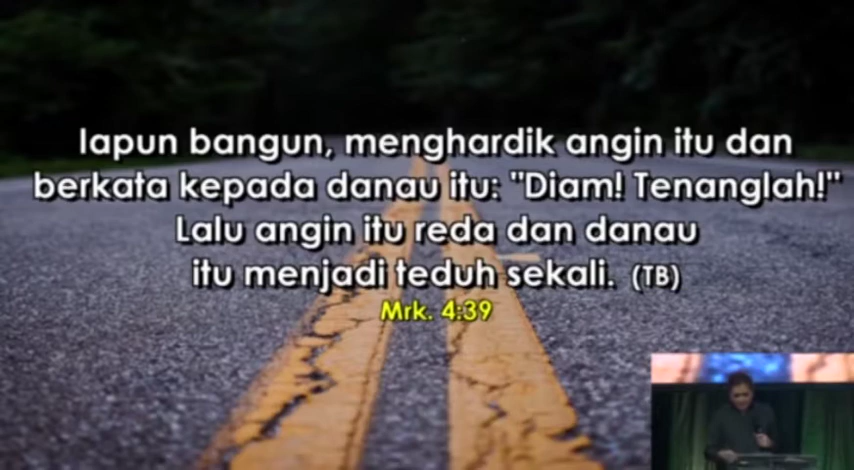 Iapun bangun, menghardik angin itu dan
berkata kepada danau itu: "Diam! Tenanglah!"
Lalu angin itu reda dan danau
itu menjadi teduh sekali. (TB)
Mrk. 4:39